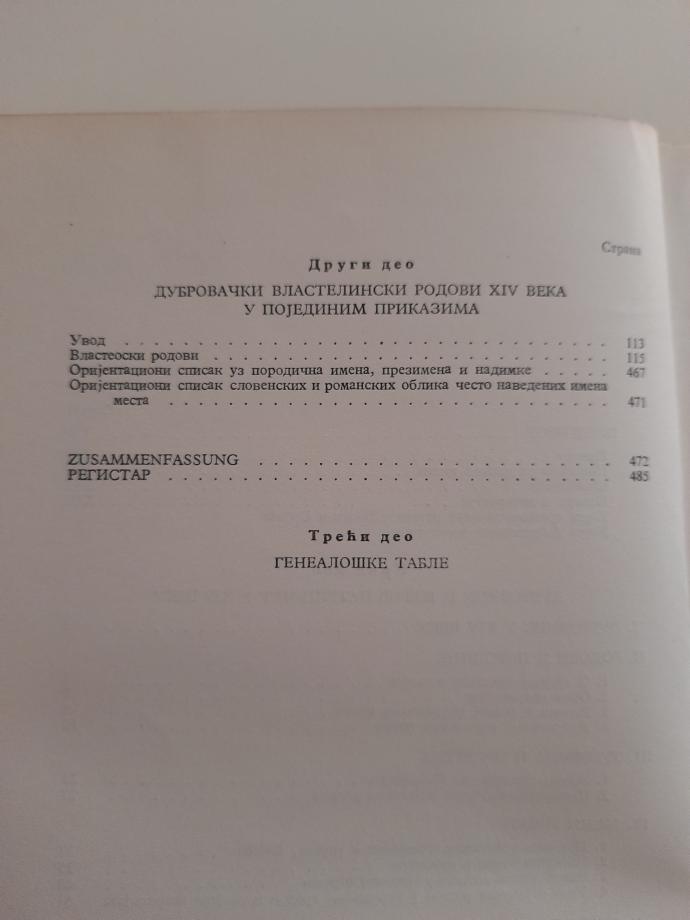 Страна
Други део
ДУБРОВАЧКИ ВЛАСТЕЛИНСКИ РОДОВИ XIV ВЕКА
У ПОЈЕДИНИМ ПРИКАЗИМА
Увод . . . . . . . . . . . . . . . . . . . . . . . . . . . . . 113
Властеоски родови . . . . . . . . . . . . . . . . . . . . . . . . 115
Оријентациони списак уз породична имена, презимена и надимке . . . . . 467
Оријентациони списак словенских и романских облика често наведених имена
места . . . . . . . . . . . . . . . . . . . . . . . . . . 471
ZUSAMMENFASSUNG . . . . . . . . . . . . . . . . . . . . . 472
РЕГИСТАР . . . . . . . . . . . . . . . . . . . . . . . . . . 485
Трећи део
ГЕНЕАЛОШКЕ ТАБЛЕ